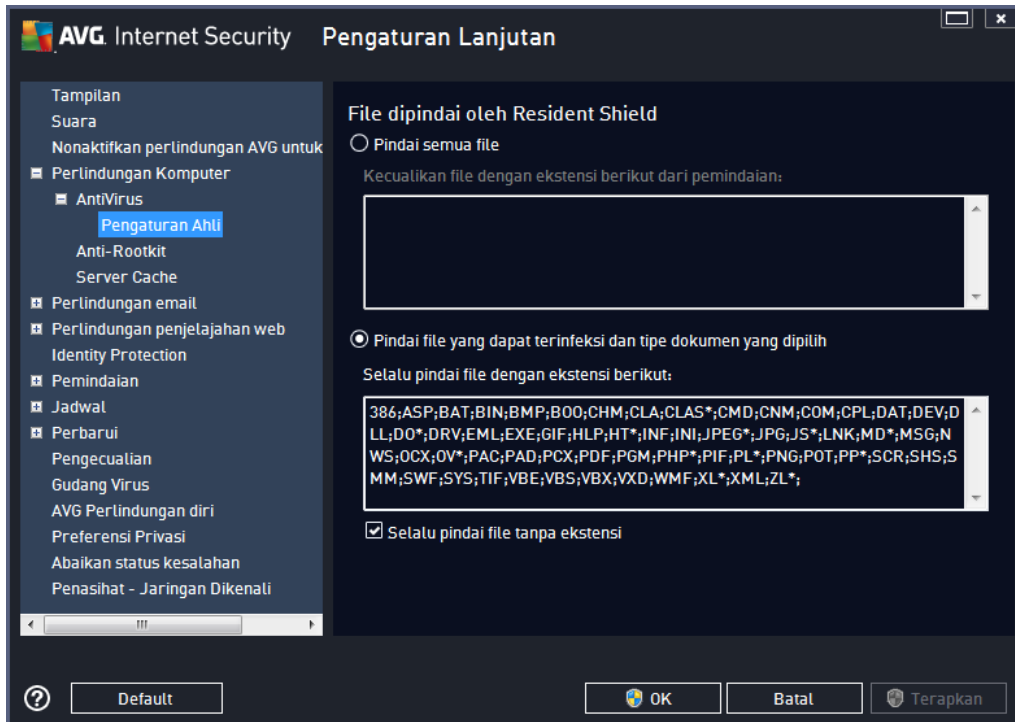 AVG. Internet Security Pengaturan Lanjutan
Tampilan
Suara
Nonaktifkan perlindungan AVG untuk
Perlindungan Komputer
AntiVirus
Pengaturan Ahli
Anti-Rootkit
Server Cache
Perlindungan email
Perlindungan penjelajahan web
Identity Protection
Pemindaian
Jadwal
Perbarui
Pengecualian
Gudang Virus
AVG Perlindungan diri
Preferensi Privasi
Abaikan status kesalahan
Penasihat - Jaringan Dikenali
File dipindai oleh Resident Shield
Pindai semua file
Kecualikan file dengan ekstensi berikut dari pemindaian:
Pindai file yang dapat terinfeksi dan tipe dokumen yang dipilih
Selalu pindai file dengan ekstensi berikut:
386;ASP;BAT;BIN;BMP;BOO;CHM;CLA;CLAS*;CMD;CNM;COM;CPL;DAT;DEV;D
LL;DO*;DRV;EML;EXE;GIF;HLP;HT*;INF;INI;JPEG*;JPG;JS*;LNK;MD*;MSG;N
WS;OCX;OV*;PAC;PAD;PCX;PDF;PGM;PHP*;PIF;PL*;PNG;POT;PP*;SCR;SHS;S
MM;SWF;SYS;TIF;VBE;VBS;VBX;VXD;WMF;XL*;XML;ZL*;
Selalu pindai file tanpa ekstensi
? Default OK Batal Terapkan